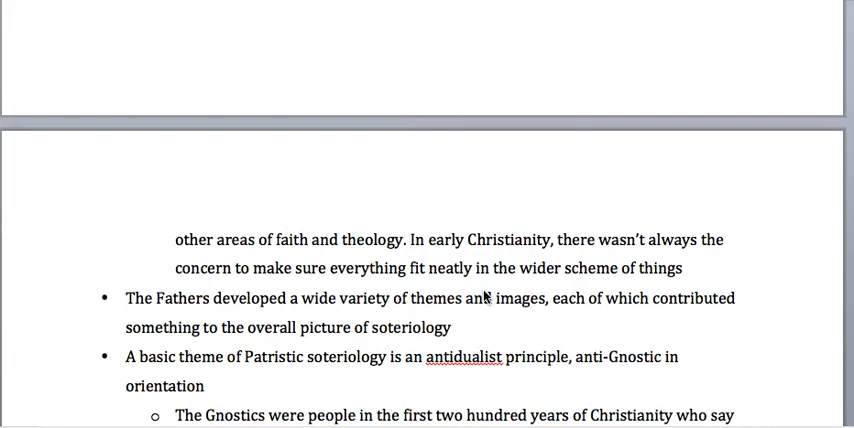 other areas of faith and theology. In early Christianity, there wasn’t always the
concern to make sure everything fit neatly in the wider scheme of things
• The Fathers developed a wide variety of themes and images, each of which contributed
something to the overall picture of soteriology
• A basic theme of Patristic soteriology is an antidualist principle, anti-Gnostic in
orientation
o The Gnostics were people in the first two hundred years of Christianity who say